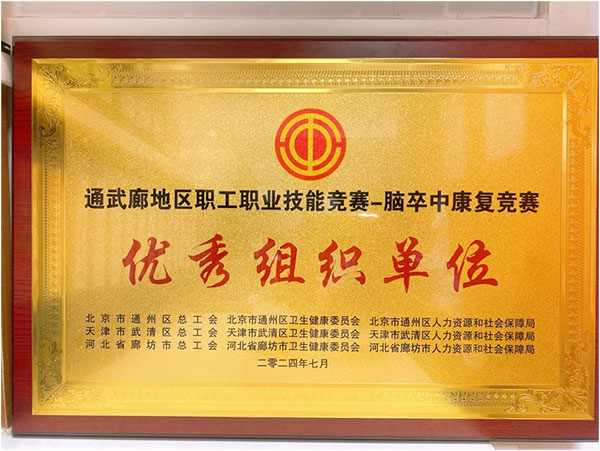 通武廊地区职工职业技能竞赛-脑卒中康复竞赛
优秀组织单位
北京市通州区总工会 北京市通州区卫生健康委员会 北京市通州区人力资源和社会保障局
天津市武清区总工会 天津市武清区卫生健康委员会 天津市武清区人力资源和社会保障局
河北省廊坊市总工会 河北省廊坊市卫生健康委员会 河北省廊坊市人力资源和社会保障局
二零二四年七月